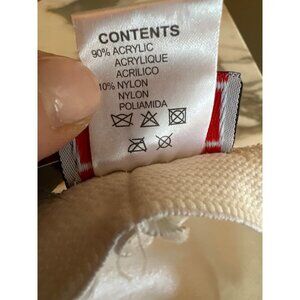 CONTENTS
90% ACRYLIC
ACRYLIQUE
ACRILICO
10% NYLON
NYLON
POLIAMIDA